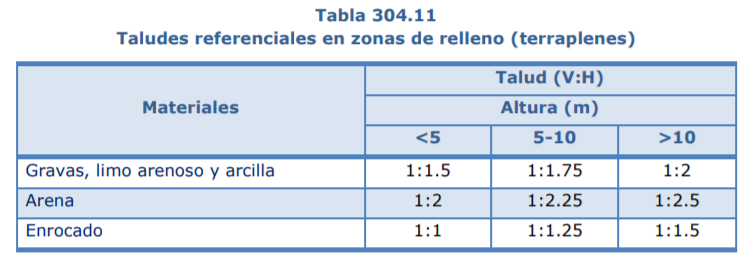 Tabla 304.11
Taludes referenciales en zonas de relleno (terraplenes)
Materiales
Talud (V:H)
Altura (m)
<5 5-10 >10
Gravas, limo arenoso y arcilla 1:1.5 1:1.75 1:2
Arena 1:2 1:2.25 1:2.5
Enrocado 1:1 1:1.25 1:1.5